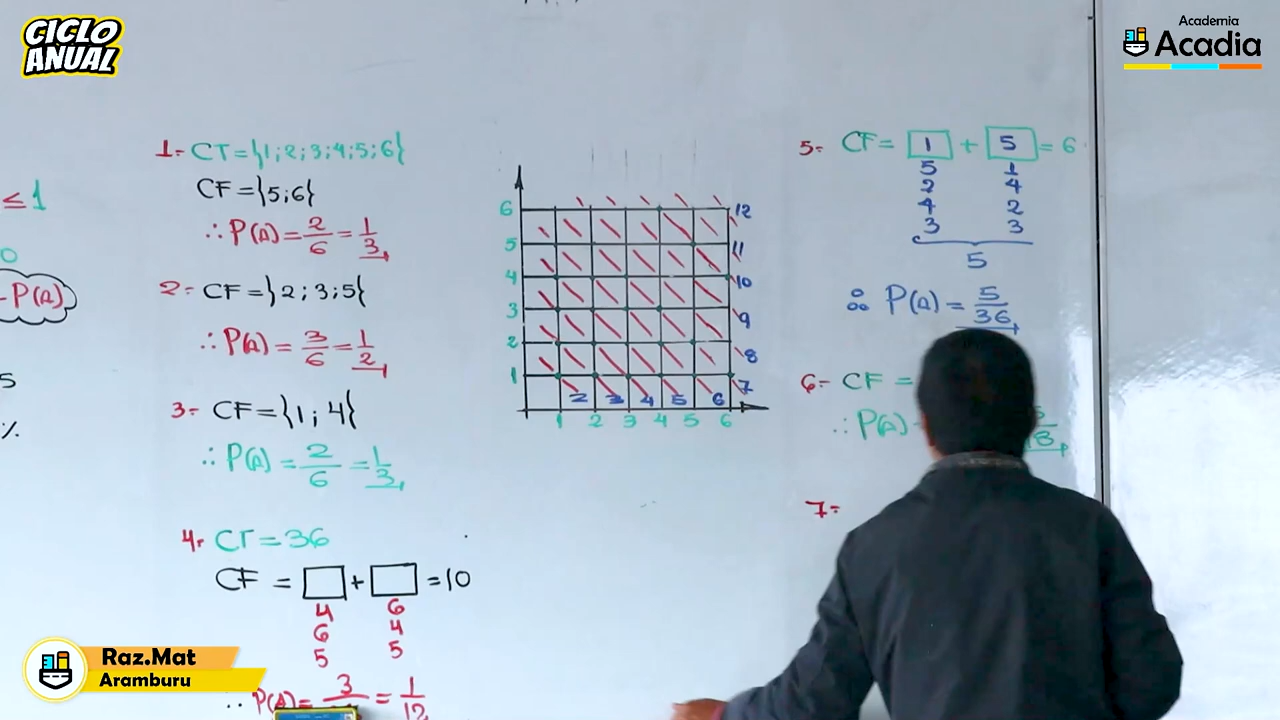 CICLO
ANUAL
Academia
Acadia
≤ 1
0
-P(A)
5
%
1.- CT = {1; 2; 3; 4; 5; 6}
CF = {5; 6}
∴ P(A) = 2/6 = 1/3
2.- CF = {2; 3; 5}
∴ P(A) = 3/6 = 1/2
3.- CF = {1; 4}
∴ P(A) = 2/6 = 1/3
4.- CT = 36
CF = □ + □ = 10
4 6
6 4
5 5
∴ P(A) = 3/ = 1/12
6 12
5 11
4 10
3 9
2 8
1 7
2 3 4 5 6
1 2 3 4 5 6
5.- CF = 1 + 5 = 6
5 1
2 4
4 2
3 3
5
∴ P(A) = 5/36
6.- CF =
∴ P(A)
7.-
Raz.Mat
Aramburu